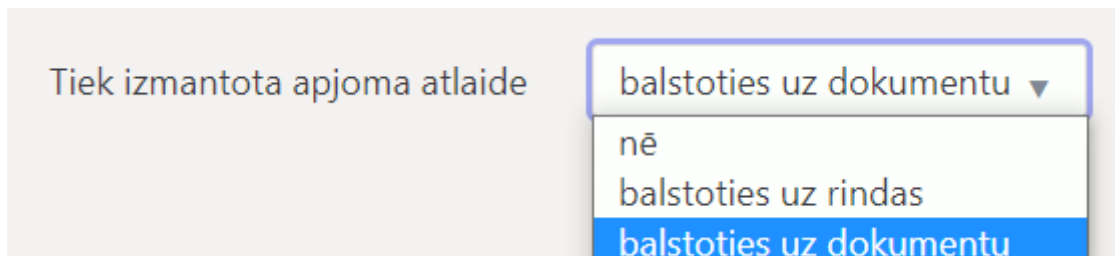 Tiek izmantota apjoma atlaide balstoties uz dokumentu
nē
balstoties uz rindas
balstoties uz dokumentu